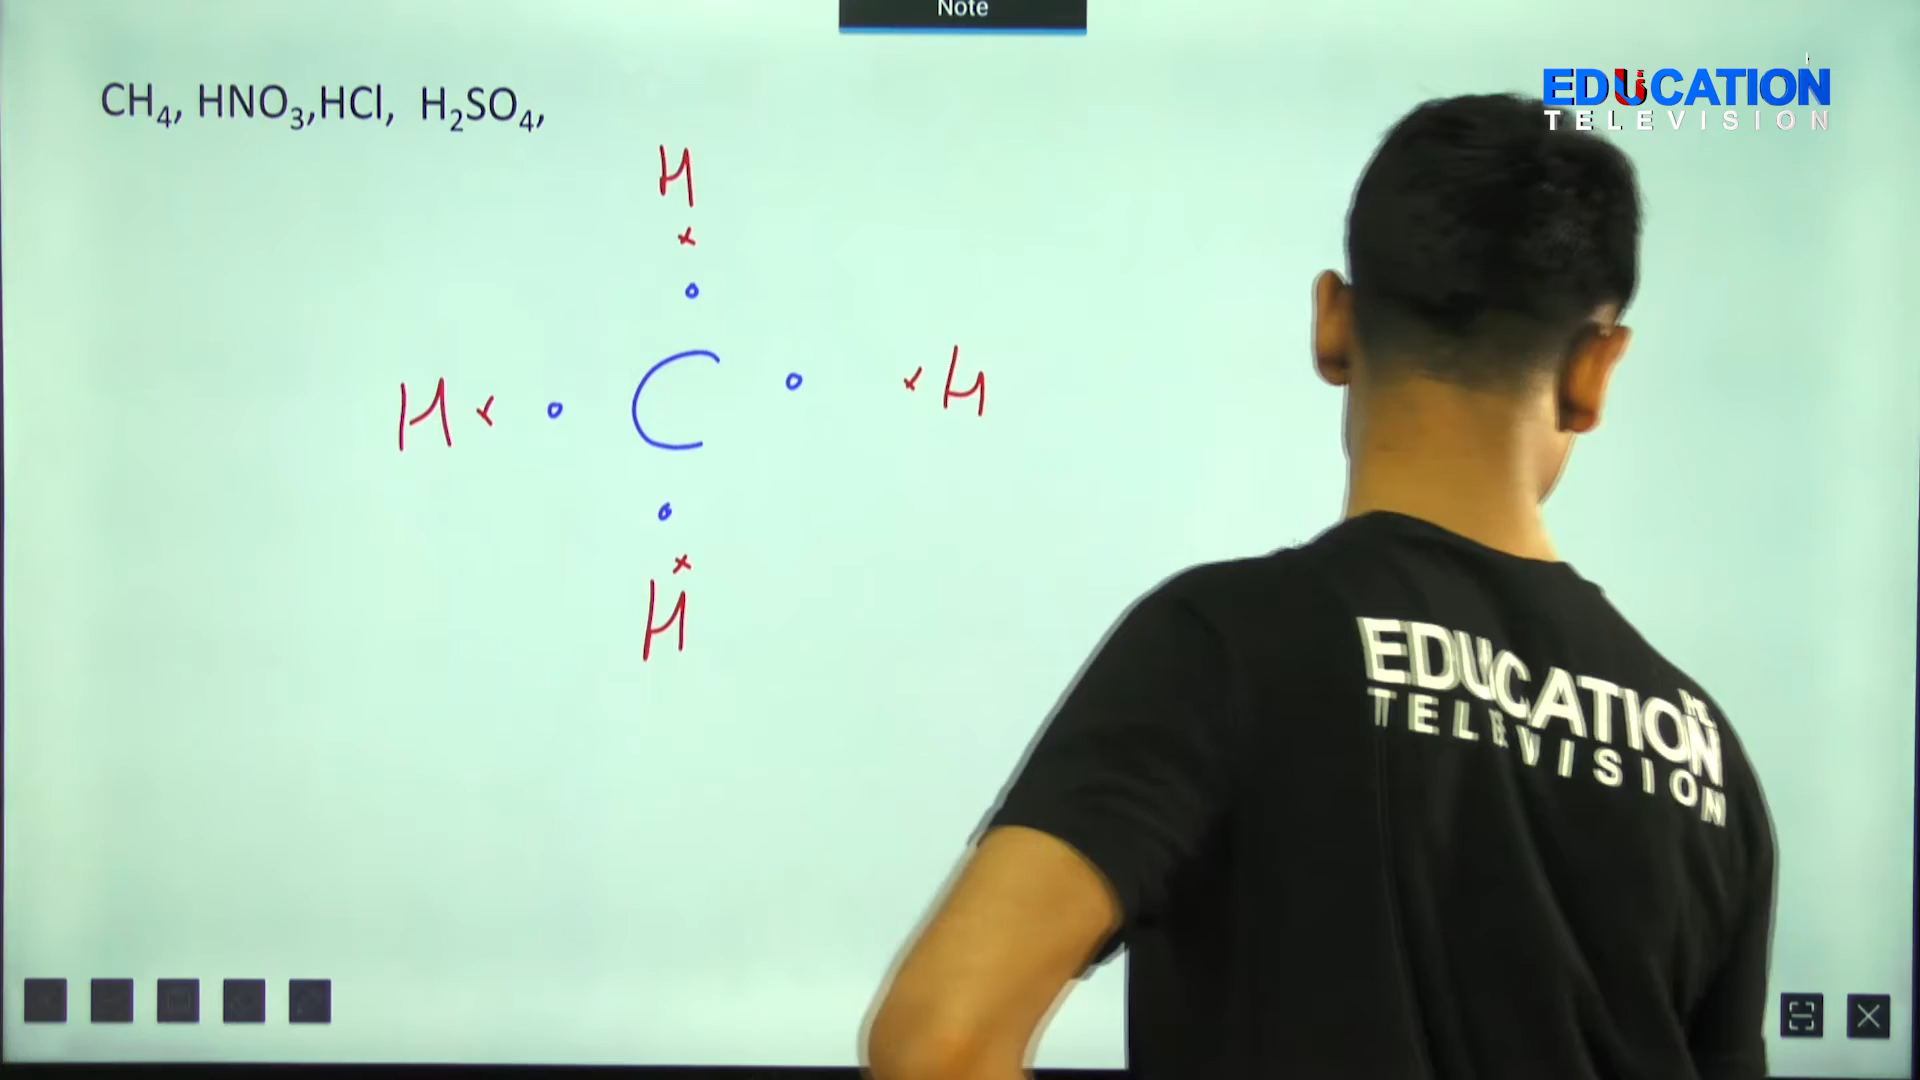 Note
CH₄, HNO₃,HCl, H₂SO₄,
EDUCATION
TELEVISION
H
x
H x C x H
x
H
EDUCATION
TELEVISION